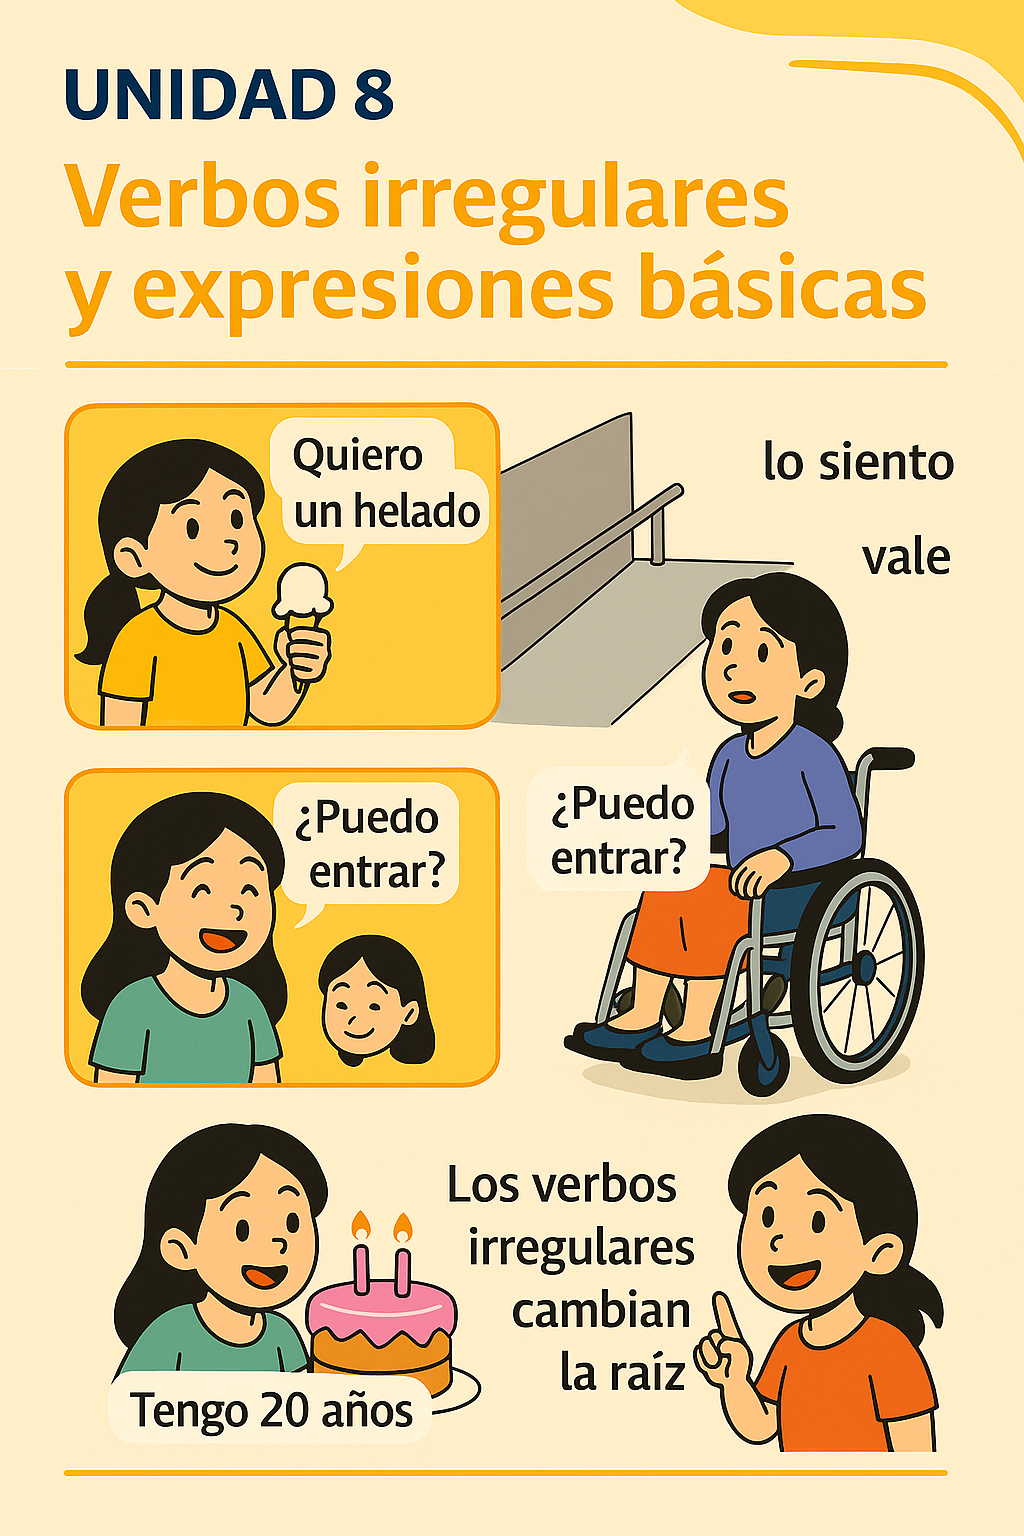 UNIDAD 8
Verbos irregulares
y expresiones básicas
Quiero
un helado
lo siento
vale
¿Puedo
entrar?
¿Puedo
entrar?
Tengo 20 años
Los verbos
irregulares
cambian
la raíz